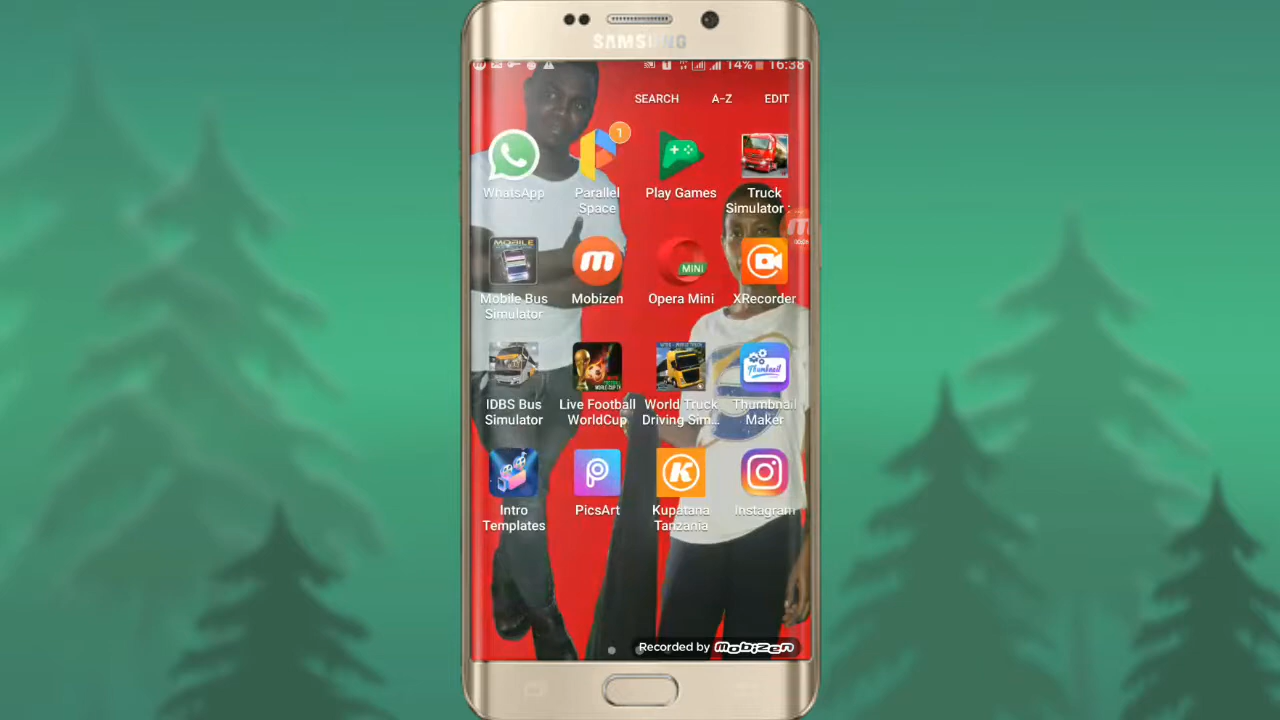 SAMSUNG
14% 16:38
SEARCH A-Z EDIT
1
WhatsApp
Parallel
Space
Play Games
Truck
Simulator : ...
MOBILE
Mobile Bus
Simulator
m
Mobizen
MINI
Opera Mini
XRecorder
IDBS Bus
Simulator
Live Football
WorldCup
World Truck
Driving Sim...
Thumbnail
Thumbnail
Maker
Intro
Templates
PicsArt
K
Kupatana
Tanzania
Instagram
Recorded by Mobizen